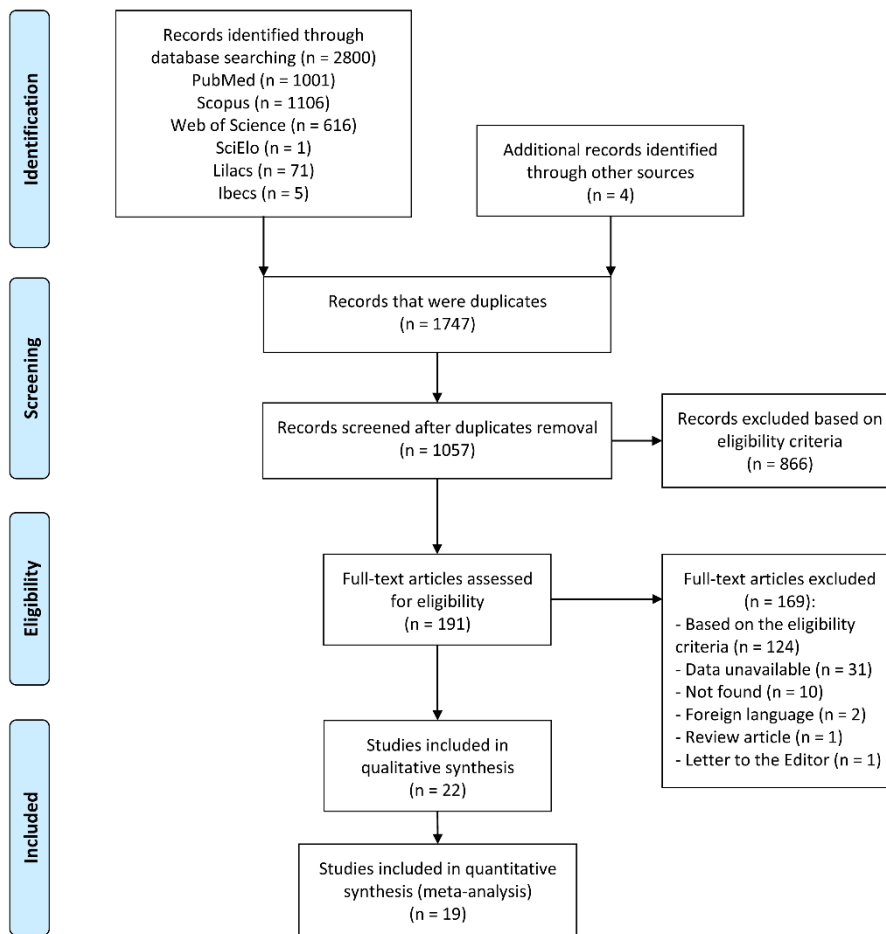 Identification
Records identified through
database searching (n = 2800)
PubMed (n = 1001)
Scopus (n = 1106)
Web of Science (n = 616)
SciElo (n = 1)
Lilacs (n = 71)
Ibecs (n = 5)
Additional records identified
through other sources
(n = 4)
Screening
Records that were duplicates
(n = 1747)
Records screened after duplicates removal
(n = 1057)
Records excluded based on
eligibility criteria
(n = 866)
Eligibility
Full-text articles assessed
for eligibility
(n = 191)
Full-text articles excluded
(n = 169):
- Based on the eligibility
criteria (n = 124)
- Data unavailable (n = 31)
- Not found (n = 10)
- Foreign language (n = 2)
- Review article (n = 1)
- Letter to the Editor (n = 1)
Included
Studies included in
qualitative synthesis
(n = 22)
Studies included in quantitative
synthesis (meta-analysis)
(n = 19)